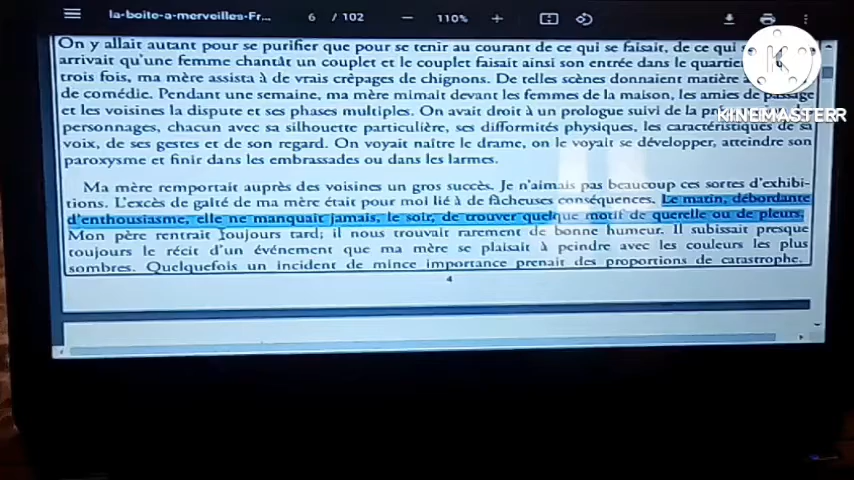 la-boite-a-merveilles-Fr...
6 / 102
110%
On y allait autant pour se purifier que pour se tenir au courant de ce qui se faisait, de ce qui
arrivait qu'une femme chantât un couplet et le couplet faisait ainsi son entrée dans le quartier
trois fois, ma mère assista à de vrais crêpages de chignons. De telles scènes donnaient matière à
de comédie. Pendant une semaine, ma mère mimait devant les femmes de la maison, les amies de passage
et les voisines la dispute et ses phases multiples. On avait droit à un prologue suivi de la
personnages, chacun avec sa silhouette particulière, ses difformités physiques, les caractéristiques de sa
voix, de ses gestes et de son regard. On voyait naître le drame, on le voyait se développer, atteindre son
paroxysme et finir dans les embrassades ou dans les larmes.
Ma mère remportait auprès des voisines un gros succès. Je n'aimais pas beaucoup ces sortes d'exhibi-
tions. L'excès de gaîté de ma mère était pour moi lié à de fâcheuses conséquences. Le matin, débordante
d'enthousiasme, elle ne manquait jamais, le soir, de trouver quelque motif de querelle ou de pleurs.
Mon père rentrait toujours tard; il nous trouvait rarement de bonne humeur. Il subissait presque
toujours le récit d'un événement que ma mère se plaisait à peindre avec les couleurs les plus
sombres. Quelquefois un incident de mince importance prenait des proportions de catastrophe.
4
K
KINEMASTER